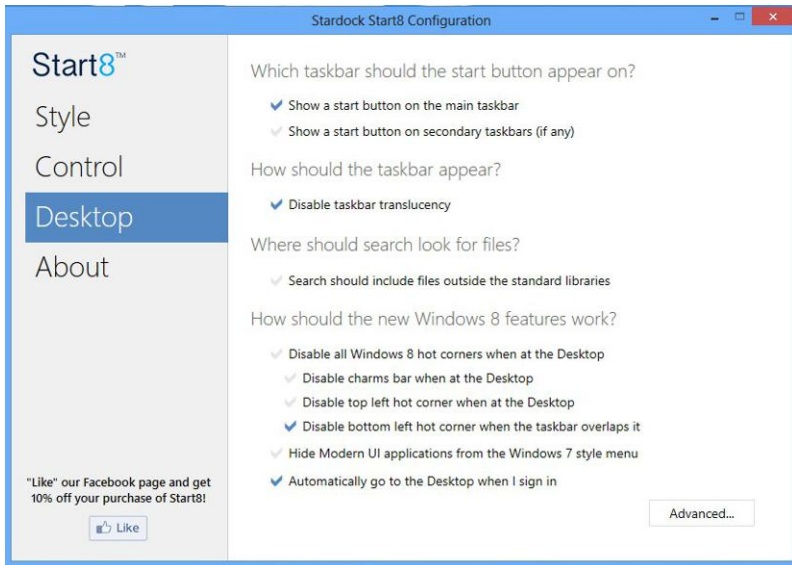 Stardock Start8 Configuration
Start8™
Style
Control
Desktop
About
"Like" our Facebook page and get
10% off your purchase of Start8!
Like
Which taskbar should the start button appear on?
Show a start button on the main taskbar
Show a start button on secondary taskbars (if any)
How should the taskbar appear?
Disable taskbar translucency
Where should search look for files?
Search should include files outside the standard libraries
How should the new Windows 8 features work?
Disable all Windows 8 hot corners when at the Desktop
Disable charms bar when at the Desktop
Disable top left hot corner when at the Desktop
Disable bottom left hot corner when the taskbar overlaps it
Hide Modern UI applications from the Windows 7 style menu
Automatically go to the Desktop when I sign in
Advanced...